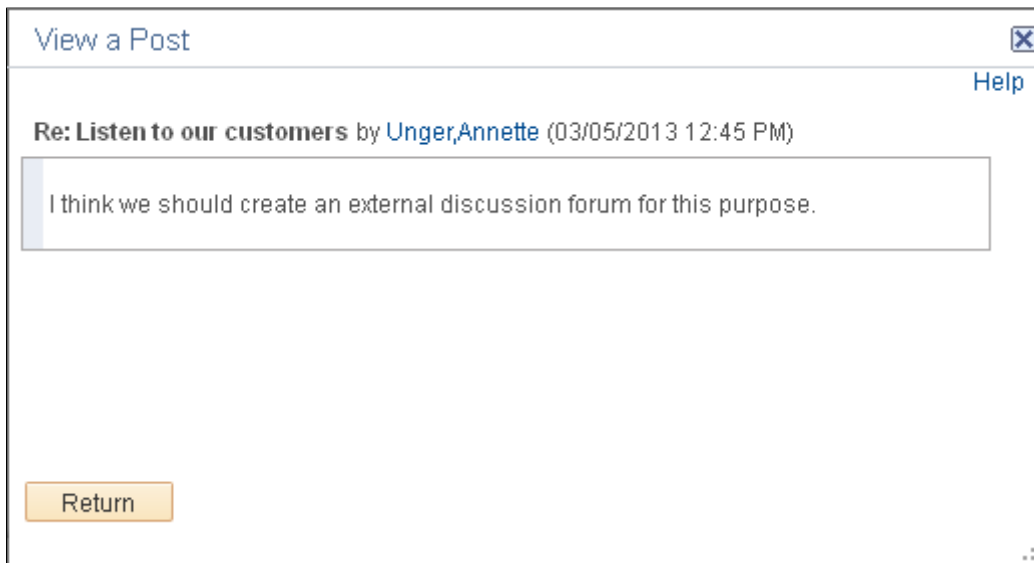 View a Post
Help
Re: Listen to our customers by Unger,Annette (03/05/2013 12:45 PM)
I think we should create an external discussion forum for this purpose.
Return